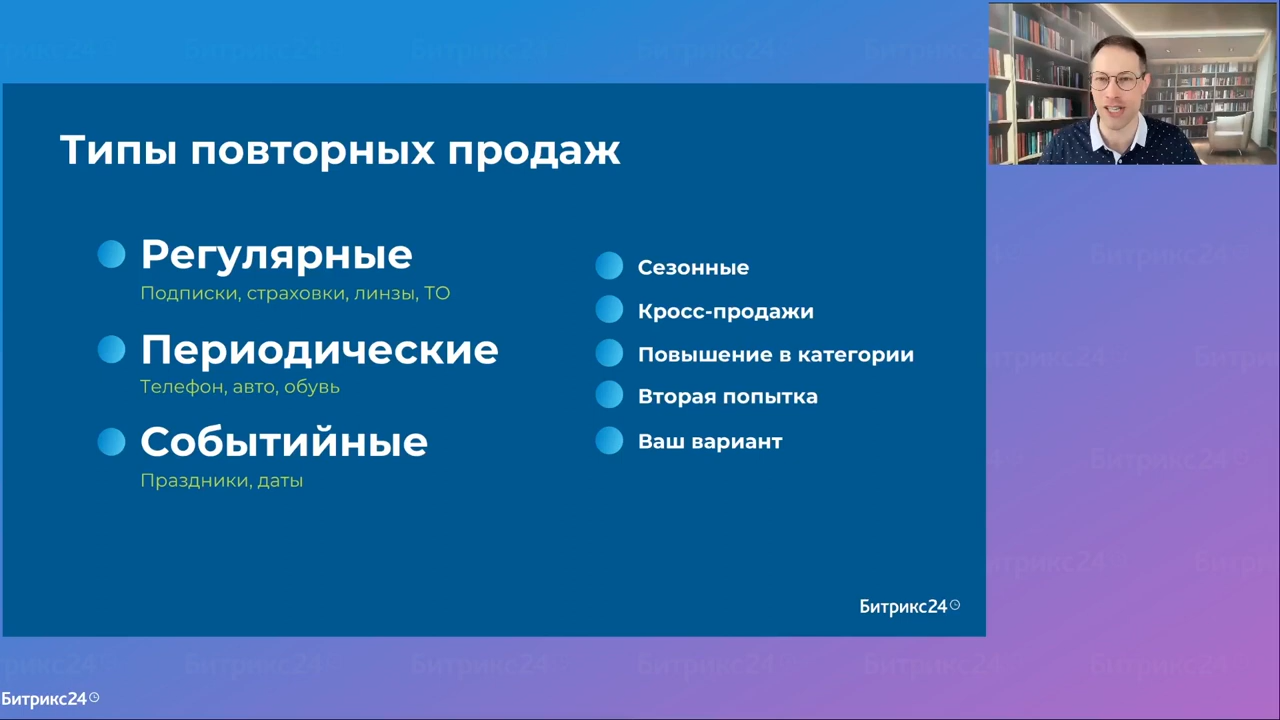 Типы повторных продаж
Регулярные
Подписки, страховки, линзы, ТО
Периодические
Телефон, авто, обувь
Событийные
Праздники, даты
Сезонные
Кросс-продажи
Повышение в категории
Вторая попытка
Ваш вариант
Битрикс24
Битрикс24